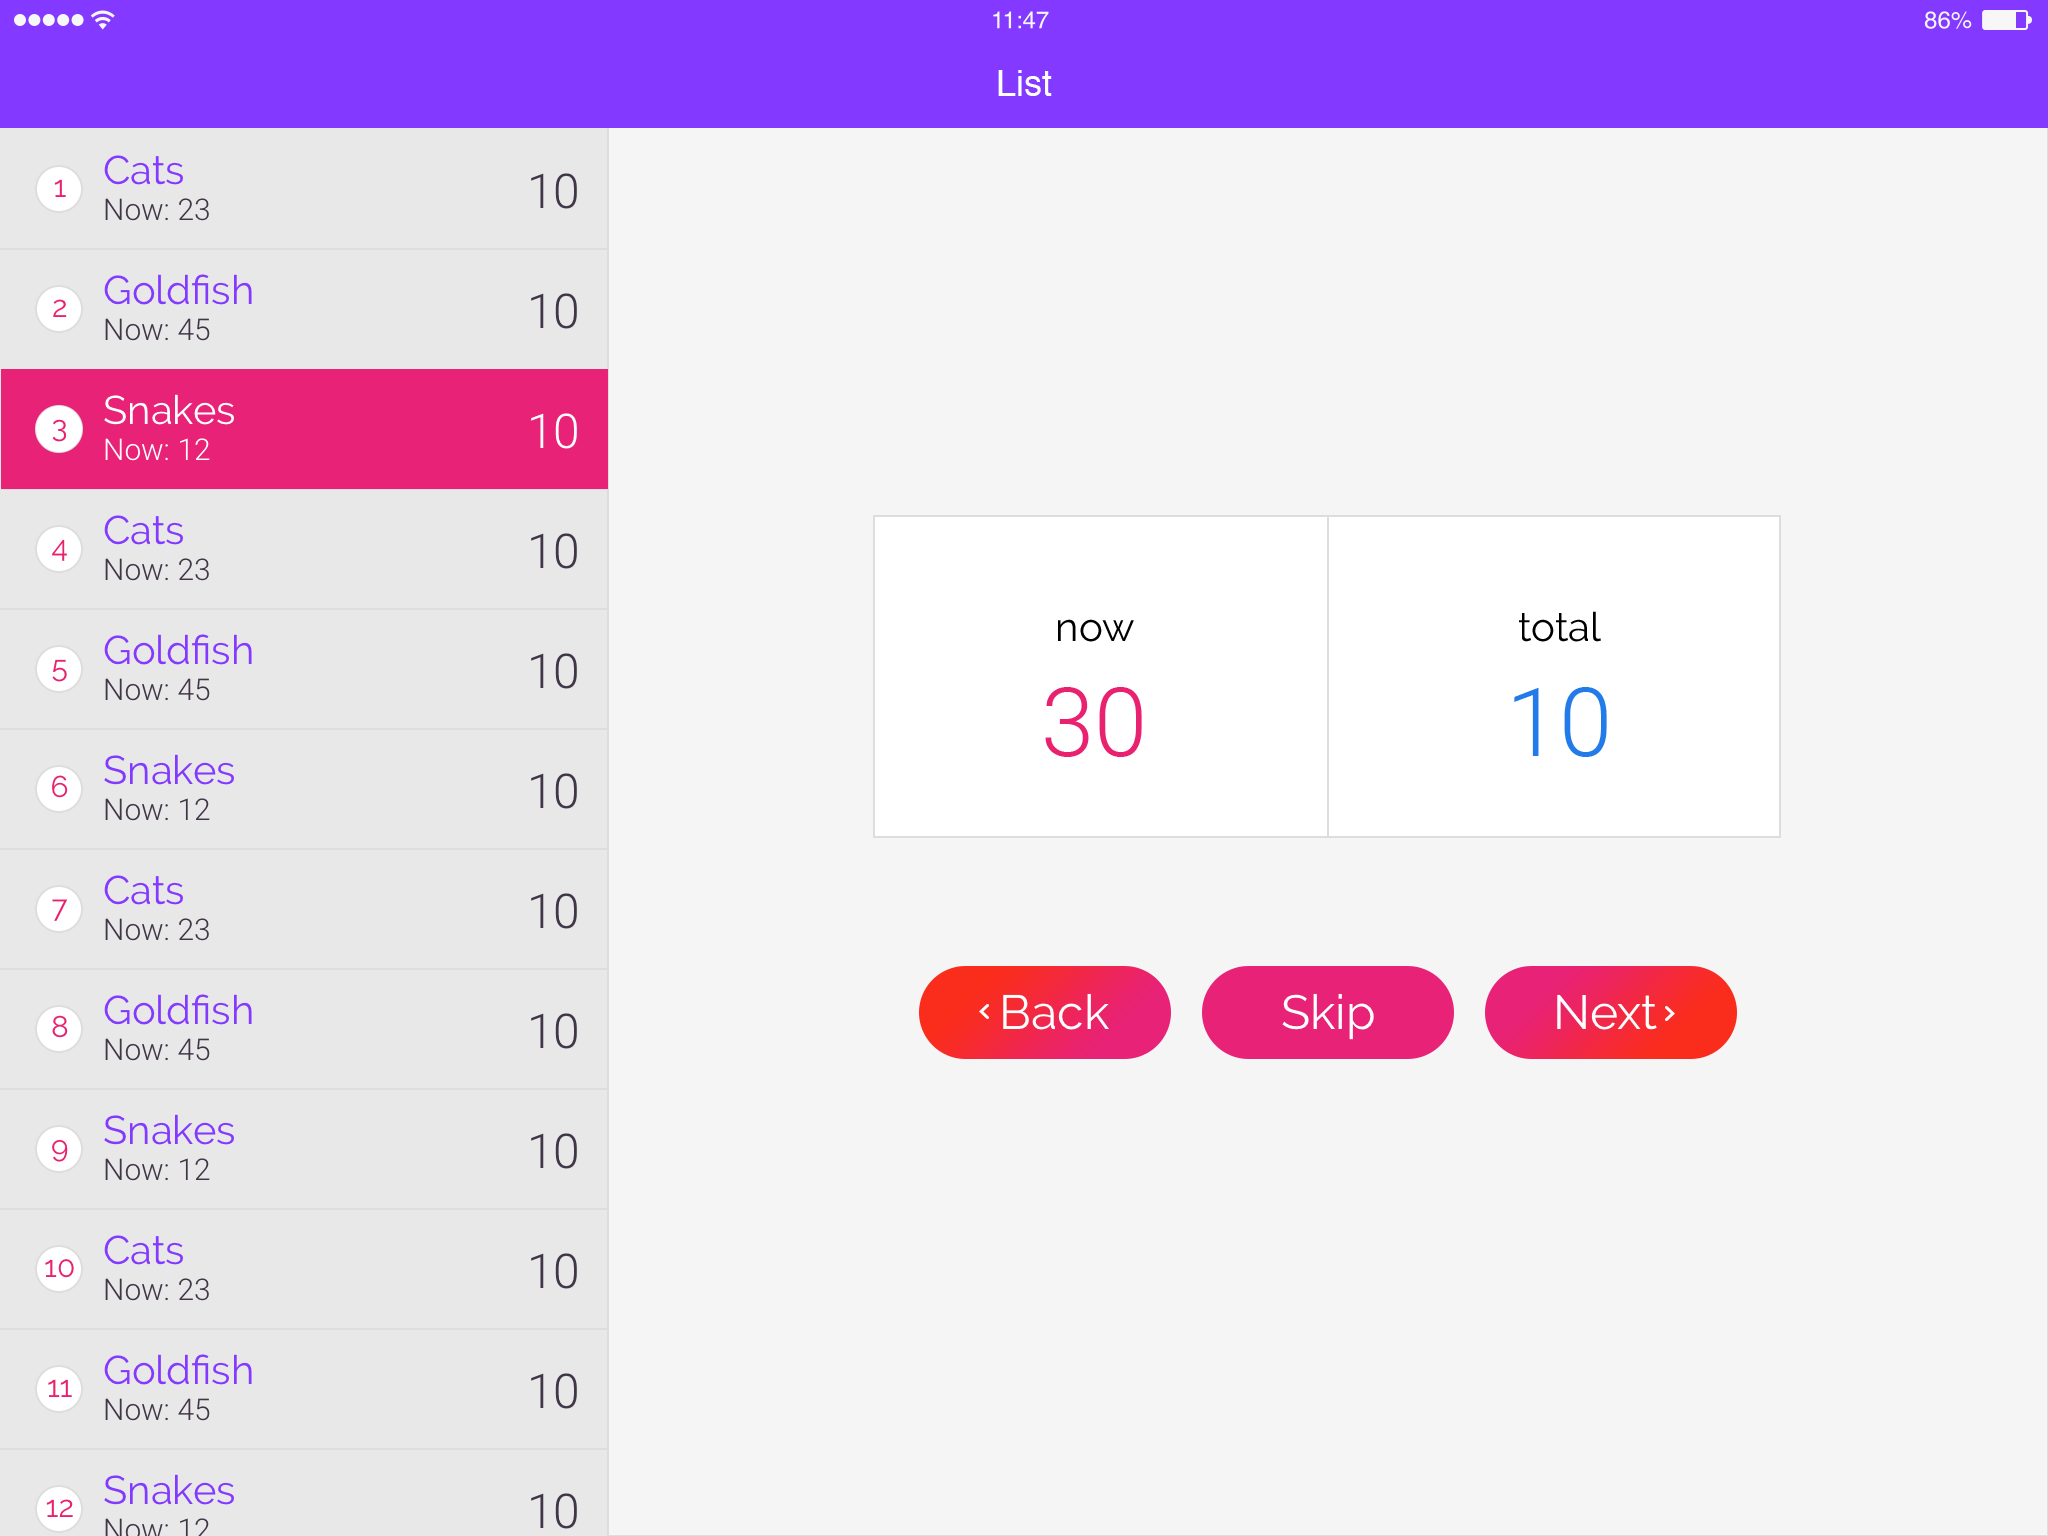 11:47
86%
List
1
Cats
Now: 23
10
2
Goldfish
Now: 45
10
3
Snakes
Now: 12
10
4
Cats
Now: 23
10
5
Goldfish
Now: 45
10
6
Snakes
Now: 12
10
7
Cats
Now: 23
10
8
Goldfish
Now: 45
10
9
Snakes
Now: 12
10
10
Cats
Now: 23
10
11
Goldfish
Now: 45
10
12
Snakes
Now: 12
10
now
30
total
10
‹ Back
Skip
Next ›